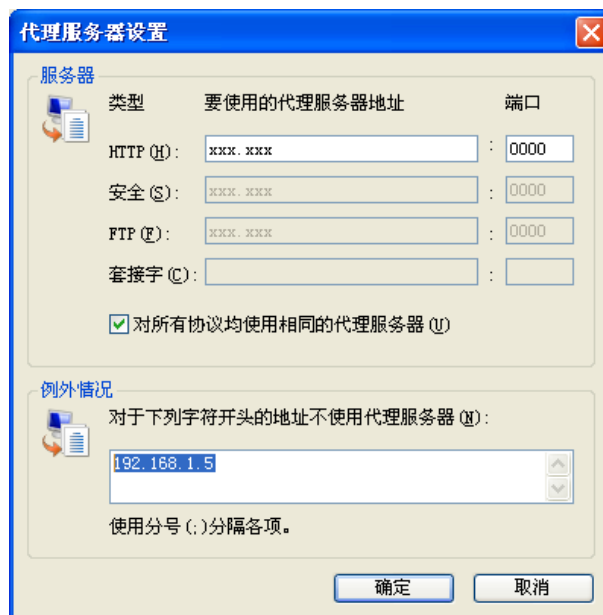 代理服务器设置
服务器
类型 要使用的代理服务器地址 端口
HTTP(H): xxx.xxx : 0000
安全(S): xxx.xxx : 0000
FTP(F): xxx.xxx : 0000
套接字(C): :
对所有协议均使用相同的代理服务器(U)
例外情况
对于下列字符开头的地址不使用代理服务器(N):
192.168.1.5
使用分号(;)分隔各项。
确定 取消